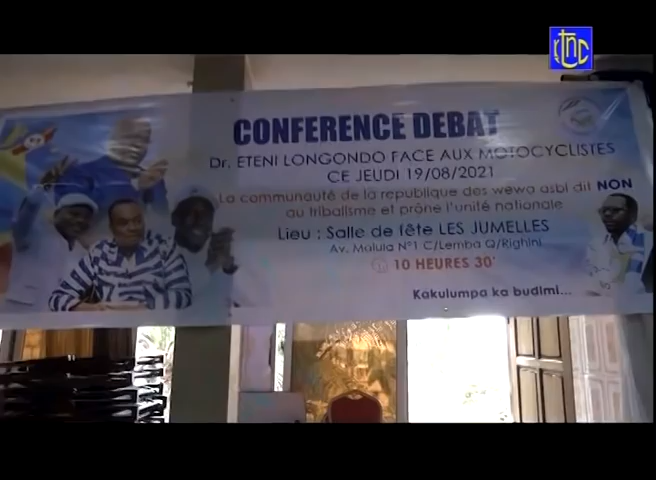 rtnc
CONFERENCE DEBAT
Dr. ETENI LONGONDO FACE AUX MOTOCYCLISTES
CE JEUDI 19/08/2021
La communauté de la republique des wewa asbl dit NON
au tribalisme et prône l'unité nationale
Lieu : Salle de fête LES JUMELLES
Av. Malula N°1 C/Lemba Q/Righini
10 HEURES 30'
Kakulumpa ka budimi....